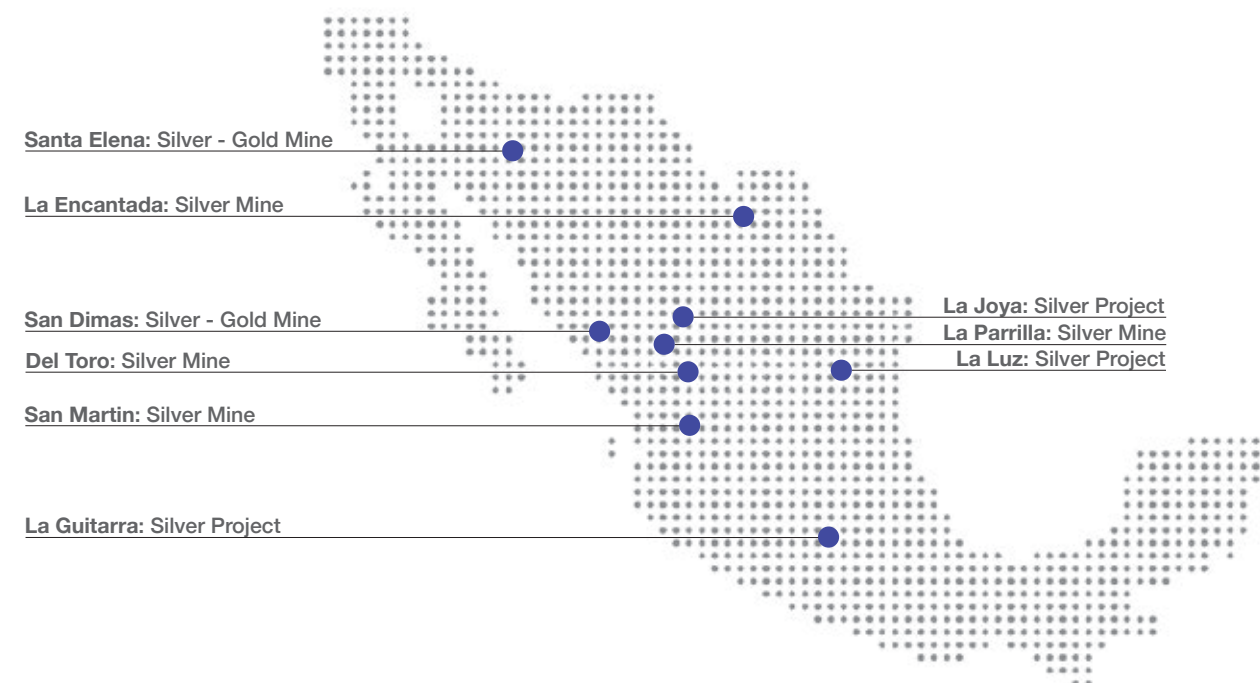 Santa Elena: Silver - Gold Mine
La Encantada: Silver Mine
San Dimas: Silver - Gold Mine
Del Toro: Silver Mine
San Martin: Silver Mine
La Guitarra: Silver Project
La Joya: Silver Project
La Parrilla: Silver Mine
La Luz: Silver Project